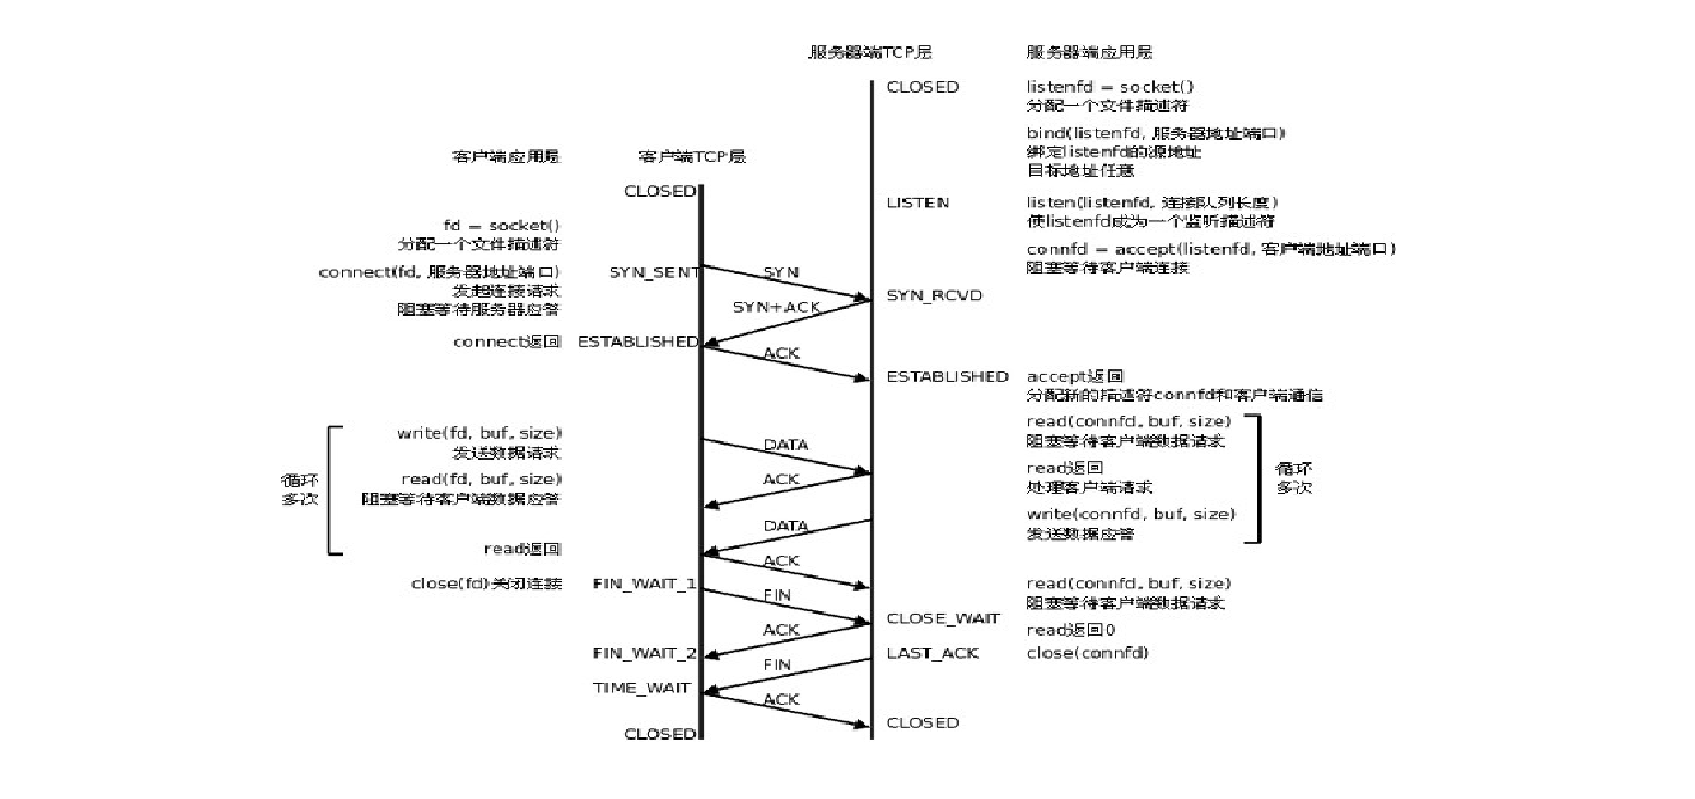 服务器端TCP层
服务器端应用层
CLOSED
listenfd = socket()
分配一个文件描述符
bind(listenfd, 服务器地址端口)
绑定listenfd的源地址
目标地址任意
客户端应用层
客户端TCP层
CLOSED
LISTEN
listen(listenfd, 连接队列长度)
使listenfd成为一个监听描述符
fd = socket()
分配一个文件描述符
connfd = accept(listenfd, 客户端地址端口)
阻塞等待客户端连接
connect(fd, 服务器地址端口)
发起连接请求
阻塞等待服务器应答
SYN_SENT
SYN
SYN_RCVD
SYN+ACK
connect返回
ESTABLISHED
ACK
ESTABLISHED
accept返回
分配新的描述符connfd和客户端通信
循环
多次
write(fd, buf, size)
发送数据请求
DATA
read(connfd, buf, size)
阻塞等待客户端数据请求
read(fd, buf, size)
阻塞等待客户端数据应答
ACK
read返回
处理客户端请求
循环
多次
DATA
write(connfd, buf, size)
发送数据应答
read返回
ACK
close(fd)关闭连接
FIN_WAIT_1
FIN
read(connfd, buf, size)
阻塞等待客户端数据请求
CLOSE_WAIT
ACK
read返回0
FIN_WAIT_2
LAST_ACK
close(connfd)
FIN
TIME_WAIT
ACK
CLOSED
CLOSED